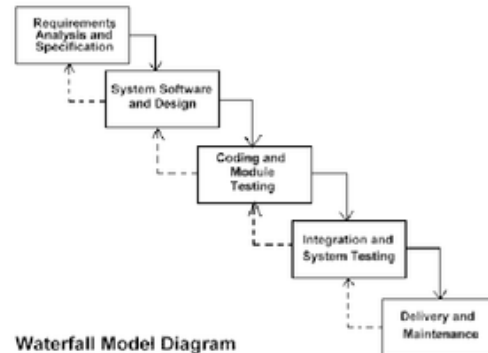 Requirements
Analysis and
Specification
System Software
and Design
Coding and
Module
Testing
Integration and
System Testing
Delivery and
Maintenance
Waterfall Model Diagram